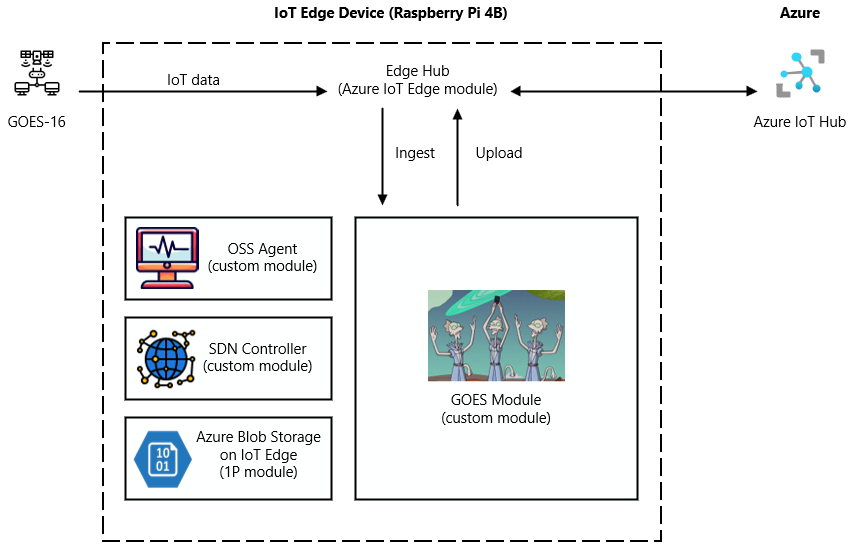 IoT Edge Device (Raspberry Pi 4B)
Azure
IoT data
Edge Hub
(Azure IoT Edge module)
GOES-16
Azure IoT Hub
Ingest
Upload
OSS Agent
(custom module)
SDN Controller
(custom module)
Azure Blob Storage
on IoT Edge
(1P module)
10
01
GOES Module
(custom module)